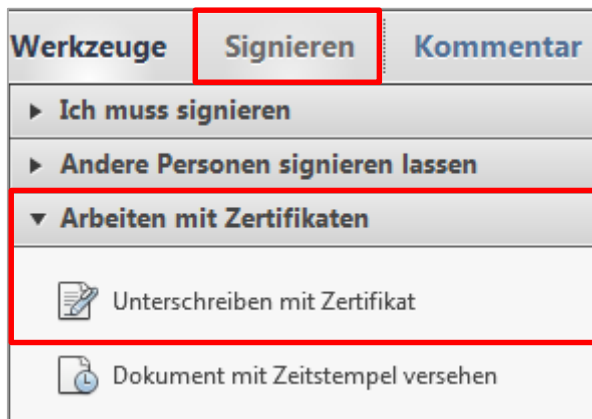 Werkzeuge Signieren Kommentar
Ich muss signieren
Andere Personen signieren lassen
Arbeiten mit Zertifikaten
Unterschreiben mit Zertifikat
Dokument mit Zeitstempel versehen